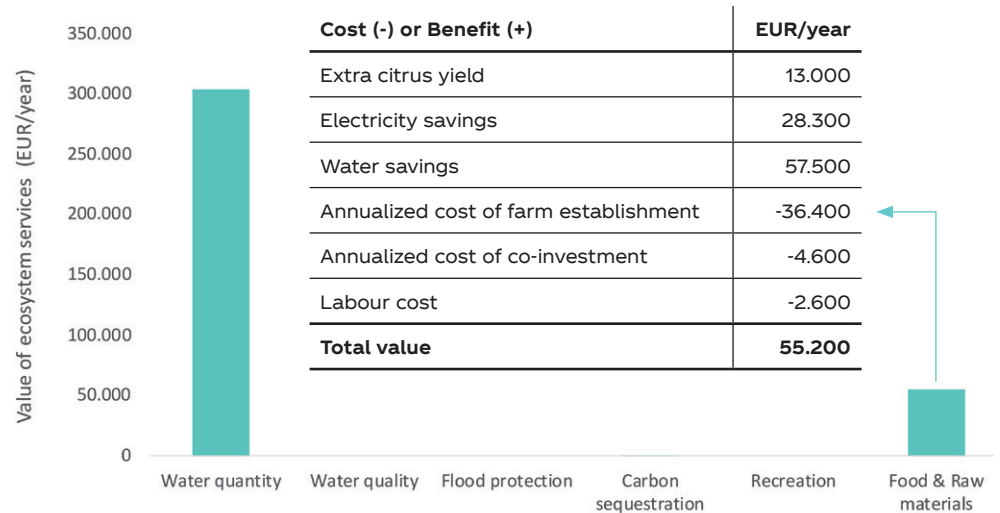 Value of ecosystem services (EUR/year)
350.000
300.000
250.000
200.000
150.000
100.000
50.000
0
Cost (-) or Benefit (+) EUR/year
Extra citrus yield 13.000
Electricity savings 28.300
Water savings 57.500
Annualized cost of farm establishment -36.400
Annualized cost of co-investment -4.600
Labour cost -2.600
Total value 55.200
Water quantity
Water quality
Flood protection
Carbon
sequestration
Recreation
Food & Raw
materials